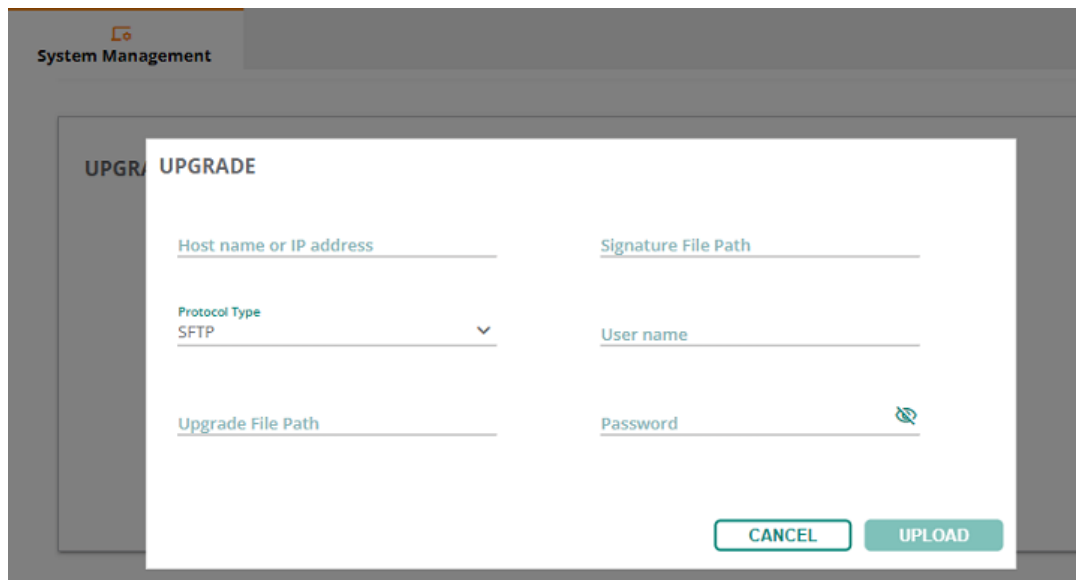 System Management
UPGRA
UPGRADE
Host name or IP address
Signature File Path
Protocol Type
SFTP
User name
Upgrade File Path
Password
CANCEL
UPLOAD